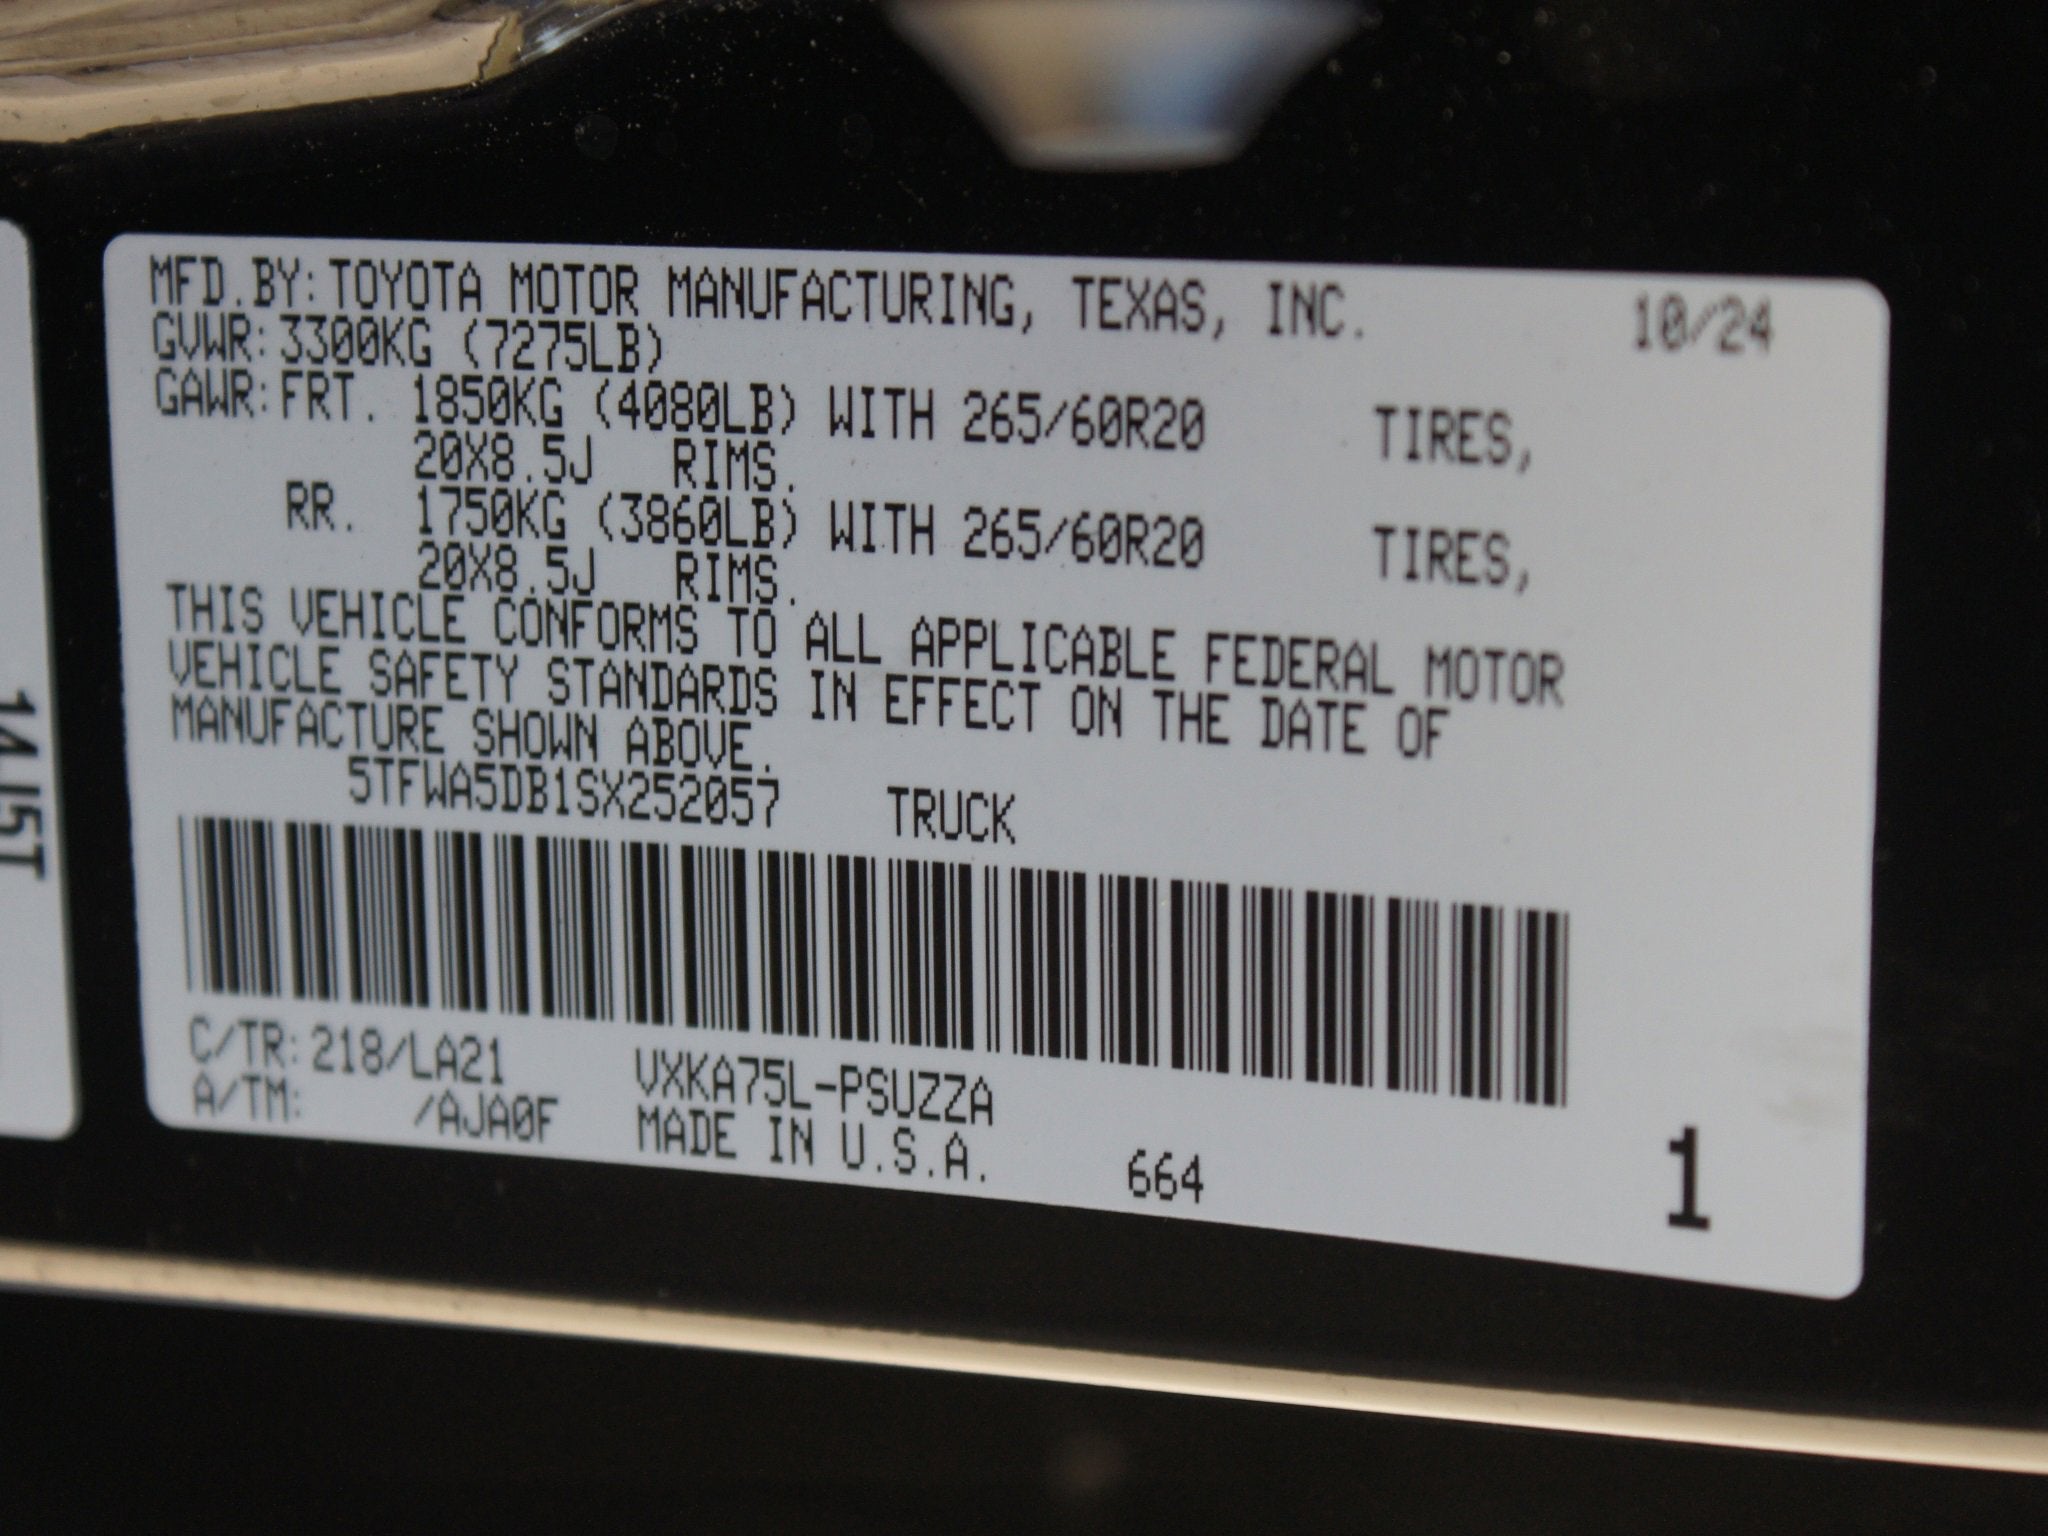 MFD.BY:TOYOTA MOTOR MANUFACTURING, TEXAS, INC. 10/24
GVWR:3300KG (7275LB)
GAWR:FRT. 1850KG (4080LB) WITH 265/60R20 TIRES,
20X8.5J RIMS.
RR. 1750KG (3860LB) WITH 265/60R20 TIRES,
20X8.5J RIMS.
THIS VEHICLE CONFORMS TO ALL APPLICABLE FEDERAL MOTOR
VEHICLE SAFETY STANDARDS IN EFFECT ON THE DATE OF
MANUFACTURE SHOWN ABOVE.
5TFWA5DB1SX252057 TRUCK
C/TR:218/LA21 VXKA75L-PSUZZA
A/TM: /AJA0F MADE IN U.S.A. 664
1